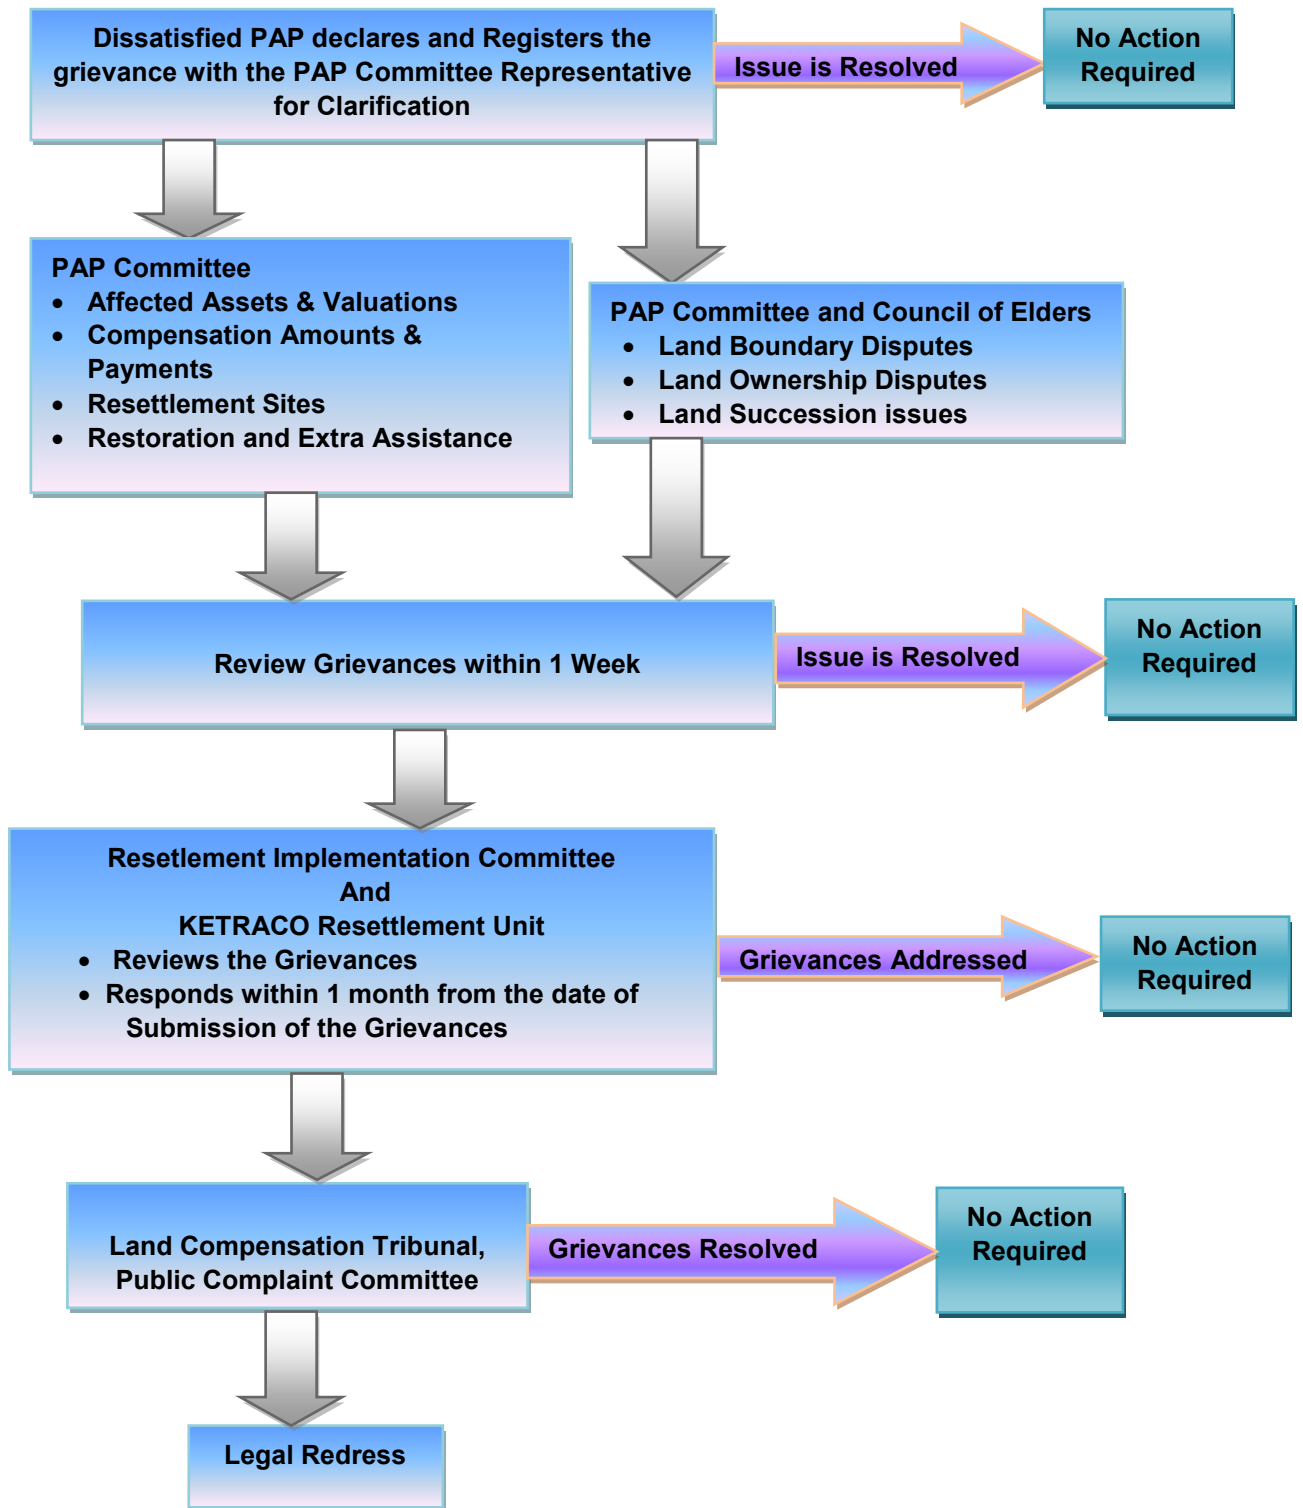 Dissatisfied PAP declares and Registers the
grievance with the PAP Committee Representative
for Clarification
Issue is Resolved
No Action
Required
PAP Committee
• Affected Assets & Valuations
• Compensation Amounts &
Payments
• Resettlement Sites
• Restoration and Extra Assistance
PAP Committee and Council of Elders
• Land Boundary Disputes
• Land Ownership Disputes
• Land Succession issues
Review Grievances within 1 Week
Issue is Resolved
No Action
Required
Resetlement Implementation Committee
And
KETRACO Resettlement Unit
• Reviews the Grievances
• Responds within 1 month from the date of
Submission of the Grievances
Grievances Addressed
No Action
Required
Land Compensation Tribunal,
Public Complaint Committee
Grievances Resolved
No Action
Required
Legal Redress